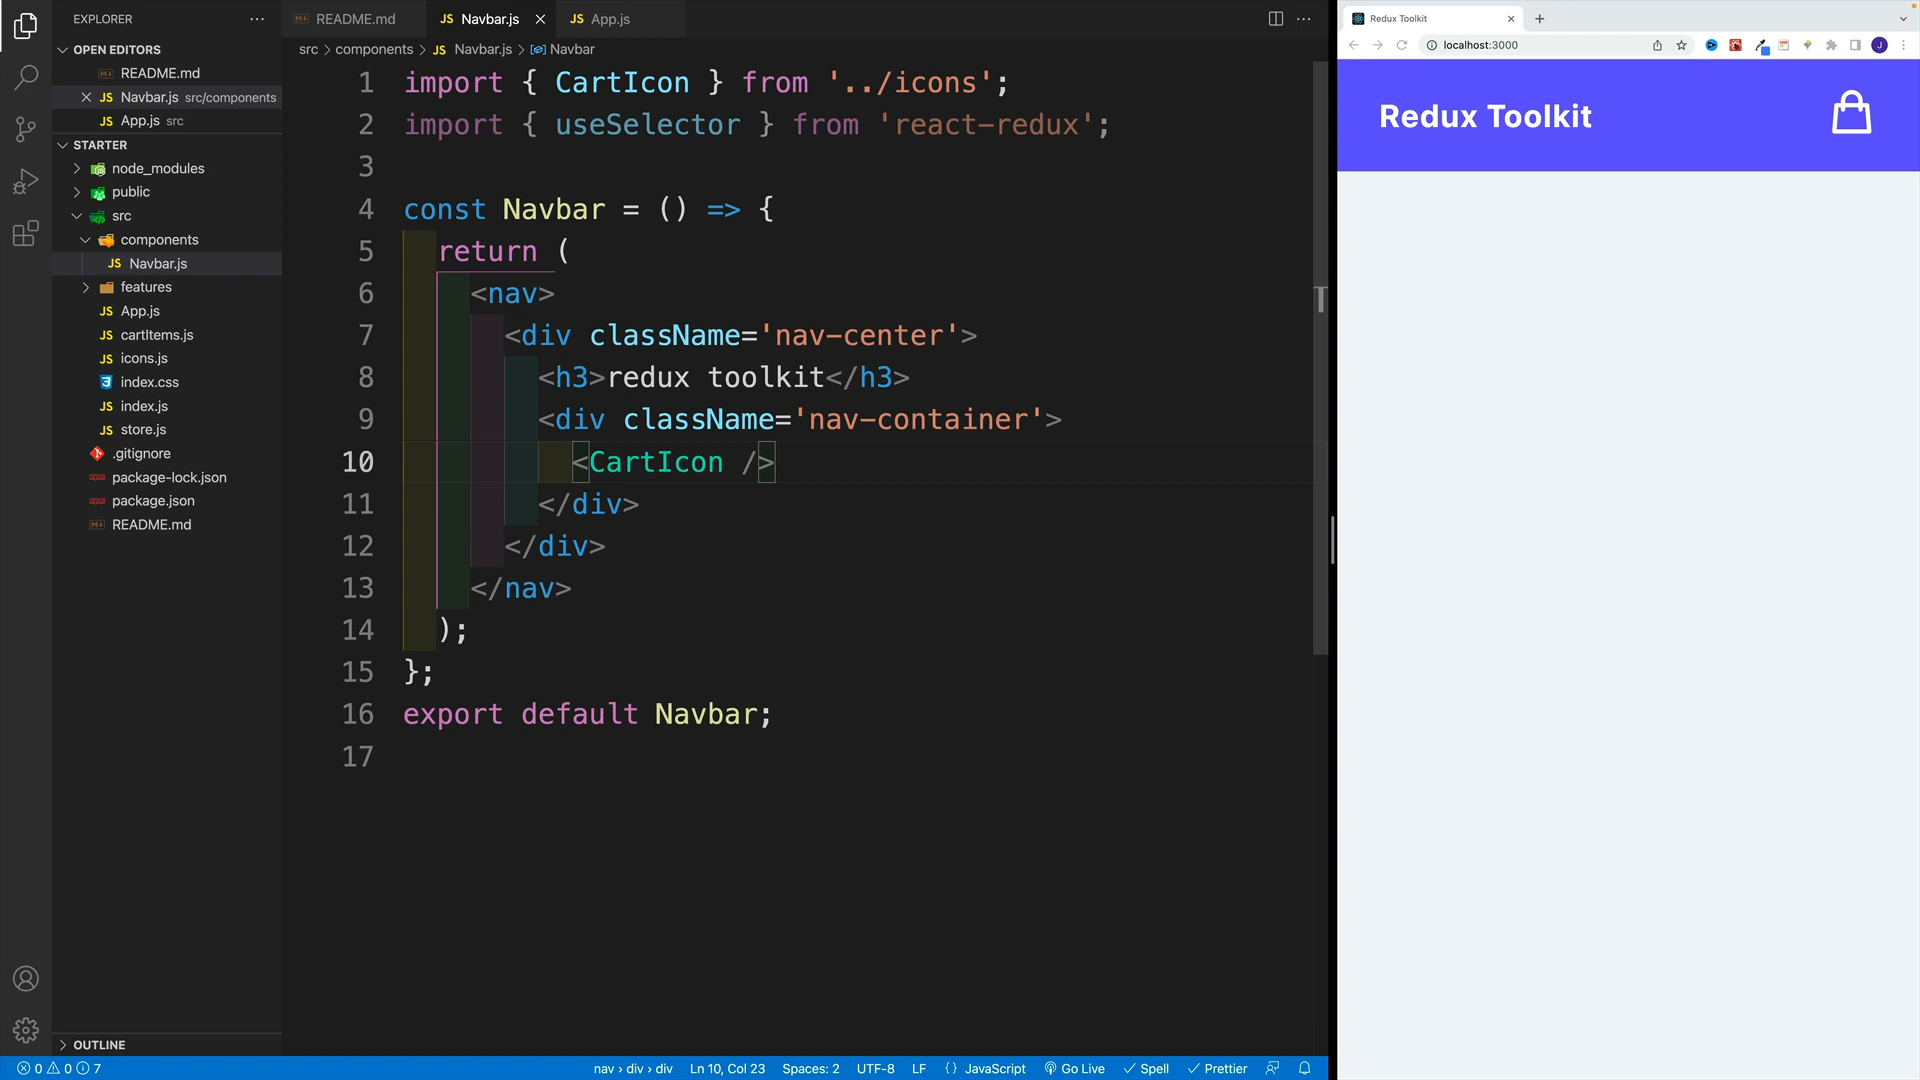 EXPLORER
OPEN EDITORS
README.md
Navbar.js src/components
App.js src
STARTER
node_modules
public
src
components
Navbar.js
features
App.js
cartItems.js
icons.js
index.css
index.js
store.js
.gitignore
package-lock.json
package.json
README.md
OUTLINE
README.md
JS Navbar.js
JS App.js
src > components > JS Navbar.js > Navbar
1 import { CartIcon } from '../icons';
2 import { useSelector } from 'react-redux';
3
4 const Navbar = () => {
5 return (
6 <nav>
7 <div className='nav-center'>
8 <h3>redux toolkit</h3>
9 <div className='nav-container'>
10 <CartIcon />
11 </div>
12 </div>
13 </nav>
14 );
15 };
16 export default Navbar;
17
0 0 7
nav > div > div Ln 10, Col 23 Spaces: 2 UTF-8 LF {} JavaScript Go Live Spell Prettier
Redux Toolkit
localhost:3000
J
Redux Toolkit